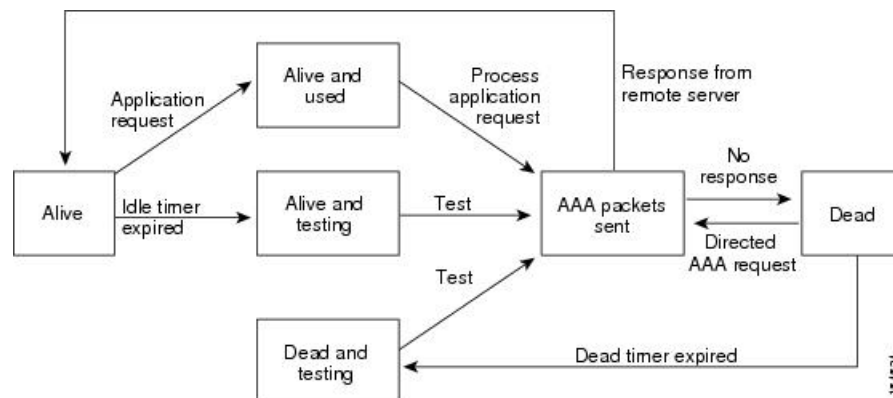 Alive and
used
Process
application
request
Response from
remote server
Application
request
Alive
Idle timer
expired
Alive and
testing
Test
AAA packets
sent
No
response
Directed
AAA request
Dead
Test
Dead and
testing
Dead timer expired